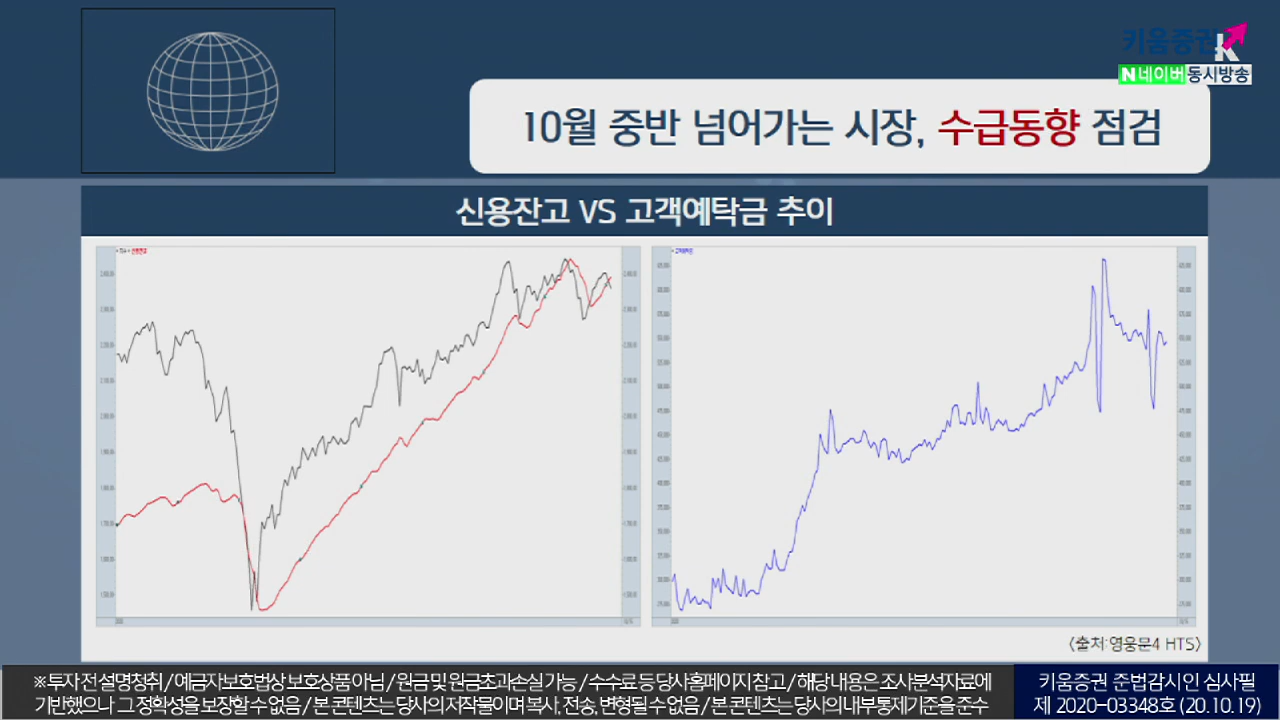 키움증권
N 네이버 동시방송
10월 중반 넘어가는 시장, 수급동향 점검
신용잔고 VS 고객예탁금 추이
<출처:영웅문4 HTS>
※ 투자 전 설명청취 / 예금자보호법상 보호상품 아님 / 원금 및 원금초과손실 가능 / 수수료 등 당사홈페이지 참고 / 해당 내용은 조사분석자료에
기반했으나 그 정확성을 보장할 수 없음 / 본 콘텐츠는 당사의 저작물이며 복사, 전송, 변형될 수 없음 / 본 콘텐츠는 당사의 내부통제기준을 준수
키움증권 준법감시인 심사필
제 2020-03348호 (20.10.19)